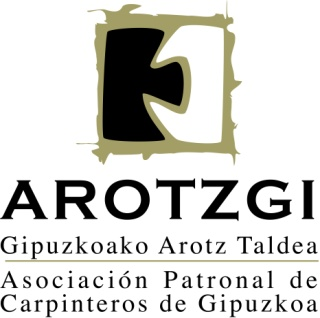 AROTZGI
Gipuzkoako Arotz Taldea
Asociación Patronal de
Carpinteros de Gipuzkoa